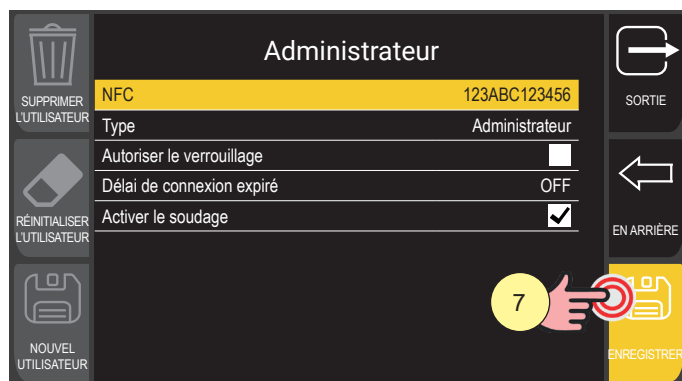 Administrateur
SUPPRIMER
L'UTILISATEUR
NFC 123ABC123456
Type Administrateur
Autoriser le verrouillage
Délai de connexion expiré OFF
Activer le soudage
RÉINITIALISER
L'UTILISATEUR
NOUVEL
UTILISATEUR
SORTIE
EN ARRIÈRE
7
ENREGISTRER